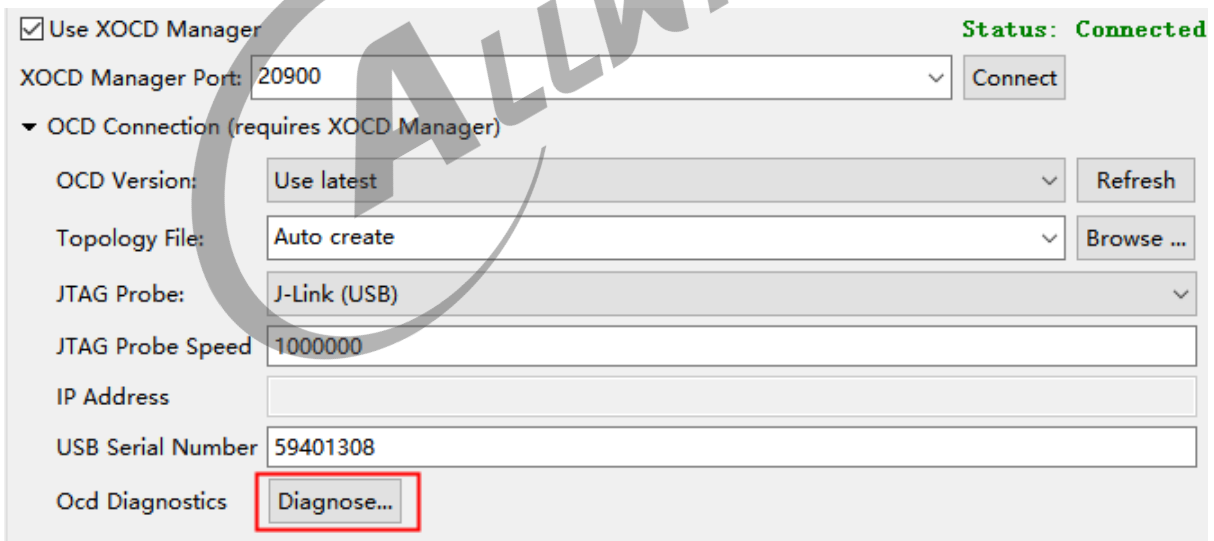 Use XOCD Manager Status: Connected
XOCD Manager Port: 20900 Connect
OCD Connection (requires XOCD Manager)
OCD Version: Use latest Refresh
Topology File: Auto create Browse ...
JTAG Probe: J-Link (USB)
JTAG Probe Speed 1000000
IP Address
USB Serial Number 59401308
Ocd Diagnostics Diagnose...